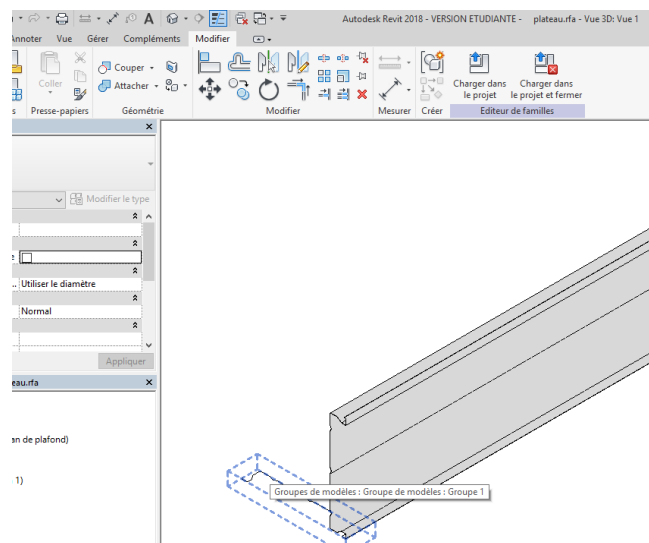 Autodesk Revit 2018 - VERSION ETUDIANTE - plateau.rfa - Vue 3D: Vue 1
Annoter Vue Gérer Compléments Modifier
Coller
Couper
Attacher
Charger dans
le projet
Charger dans
le projet et fermer
Presse-papiers Géométrie Modifier Mesurer Créer Editeur de familles
Modifier le type
Utiliser le diamètre
Normal
Appliquer
eau.rfa
an de plafond)
1)
Groupes de modèles : Groupe de modèles : Groupe 1